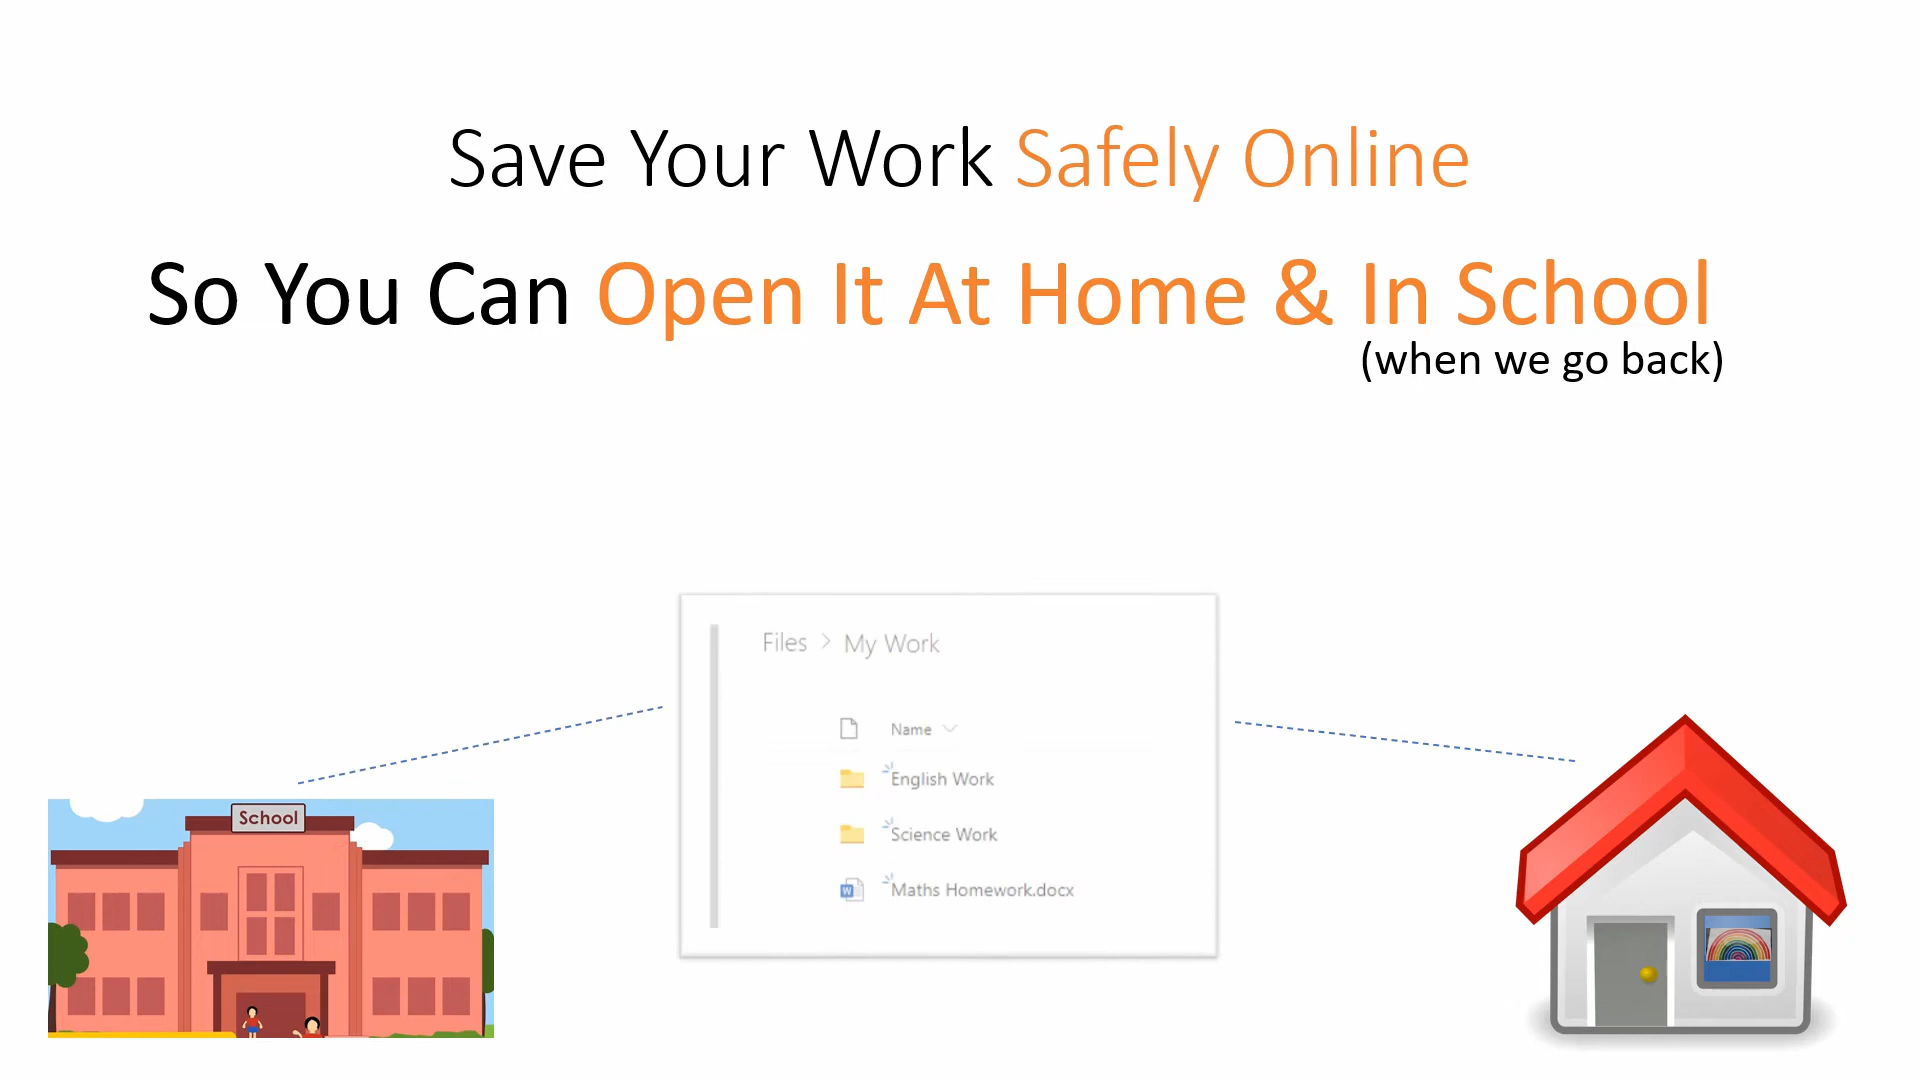 Save Your Work Safely Online
So You Can Open It At Home & In School
(when we go back)
Files > My Work
Name
English Work
Science Work
Maths Homework.docx
School